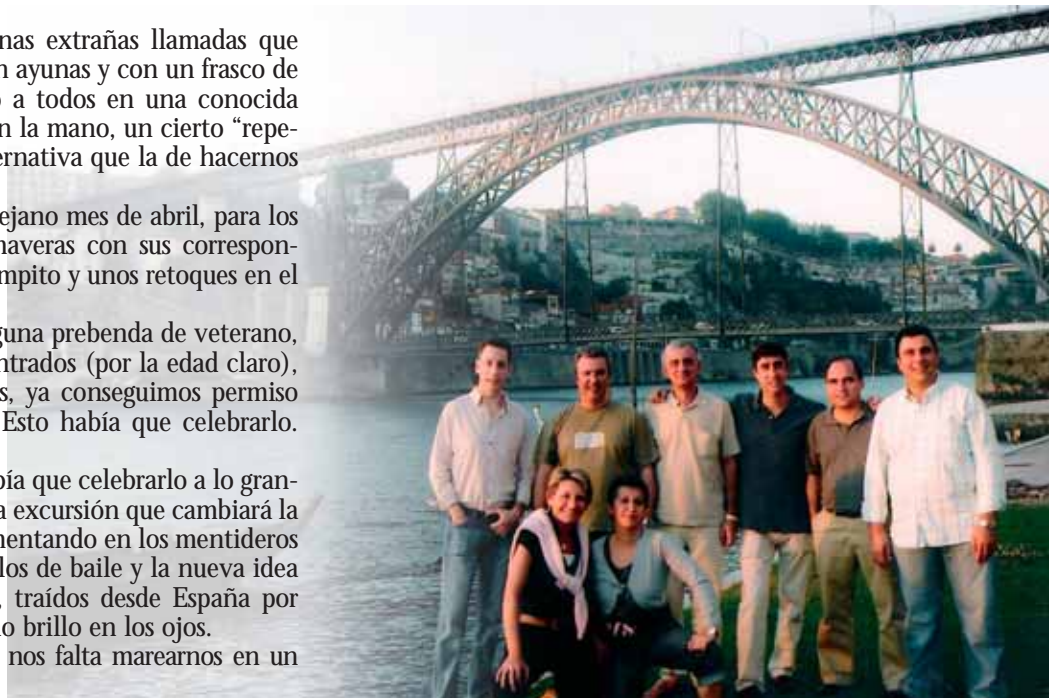 nas extrañas llamadas que
n ayunas y con un frasco de
o a todos en una conocida
n la mano, un cierto “repe-
ernativa que la de hacernos
ejano mes de abril, para los
naveras con sus correspon-
mpito y unos retoques en el
guna prebenda de veterano,
ntrados (por la edad claro),
s, ya conseguimos permiso
Esto había que celebrarlo.
bía que celebrarlo a lo gran-
a excursión que cambiará la
nentando en los mentideros
los de baile y la nueva idea
, traídos desde España por
o brillo en los ojos.
nos falta marearnos en un